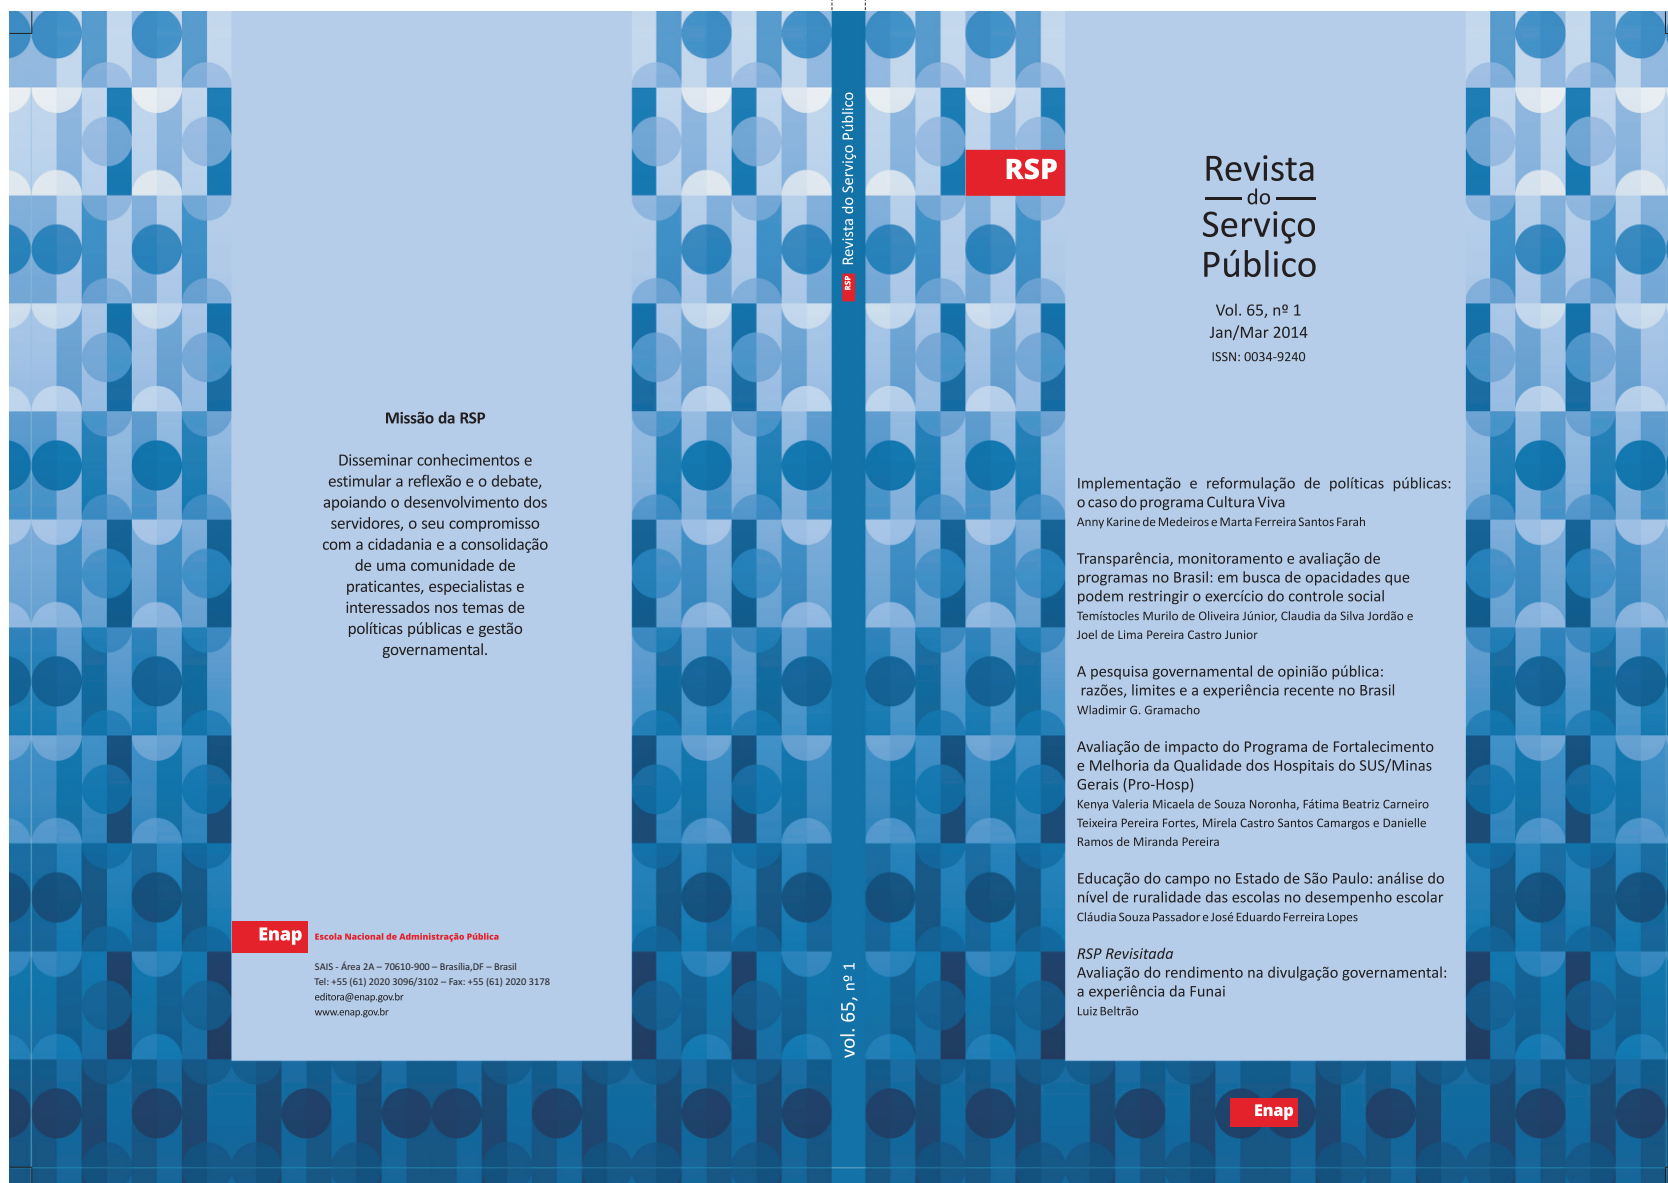 Missão da RSP
Disseminar conhecimentos e
estimular a reflexão e o debate,
apoiando o desenvolvimento dos
servidores, o seu compromisso
com a cidadania e a consolidação
de uma comunidade de
praticantes, especialistas e
interessados nos temas de
políticas públicas e gestão
governamental.
Enap
Escola Nacional de Administração Pública
SAIS - Área 2A – 70610-900 – Brasília,DF – Brasil
Tel: +55 (61) 2020 3096/3102 – Fax: +55 (61) 2020 3178
editora@enap.gov.br
www.enap.gov.br
RSP Revista do Serviço Público
vol. 65, nº 1
RSP
Revista
do
Serviço
Público
Vol. 65, nº 1
Jan/Mar 2014
ISSN: 0034-9240
Implementação e reformulação de políticas públicas:
o caso do programa Cultura Viva
Anny Karine de Medeiros e Marta Ferreira Santos Farah
Transparência, monitoramento e avaliação de
programas no Brasil: em busca de opacidades que
podem restringir o exercício do controle social
Temístocles Murilo de Oliveira Júnior, Claudia da Silva Jordão e
Joel de Lima Pereira Castro Junior
A pesquisa governamental de opinião pública:
razões, limites e a experiência recente no Brasil
Wladimir G. Gramacho
Avaliação de impacto do Programa de Fortalecimento
e Melhoria da Qualidade dos Hospitais do SUS/Minas
Gerais (Pro-Hosp)
Kenya Valeria Micaela de Souza Noronha, Fátima Beatriz Carneiro
Teixeira Pereira Fortes, Mirela Castro Santos Camargos e Danielle
Ramos de Miranda Pereira
Educação do campo no Estado de São Paulo: análise do
nível de ruralidade das escolas no desempenho escolar
Cláudia Souza Passador e José Eduardo Ferreira Lopes
RSP Revisitada
Avaliação do rendimento na divulgação governamental:
a experiência da Funai
Luiz Beltrão
Enap